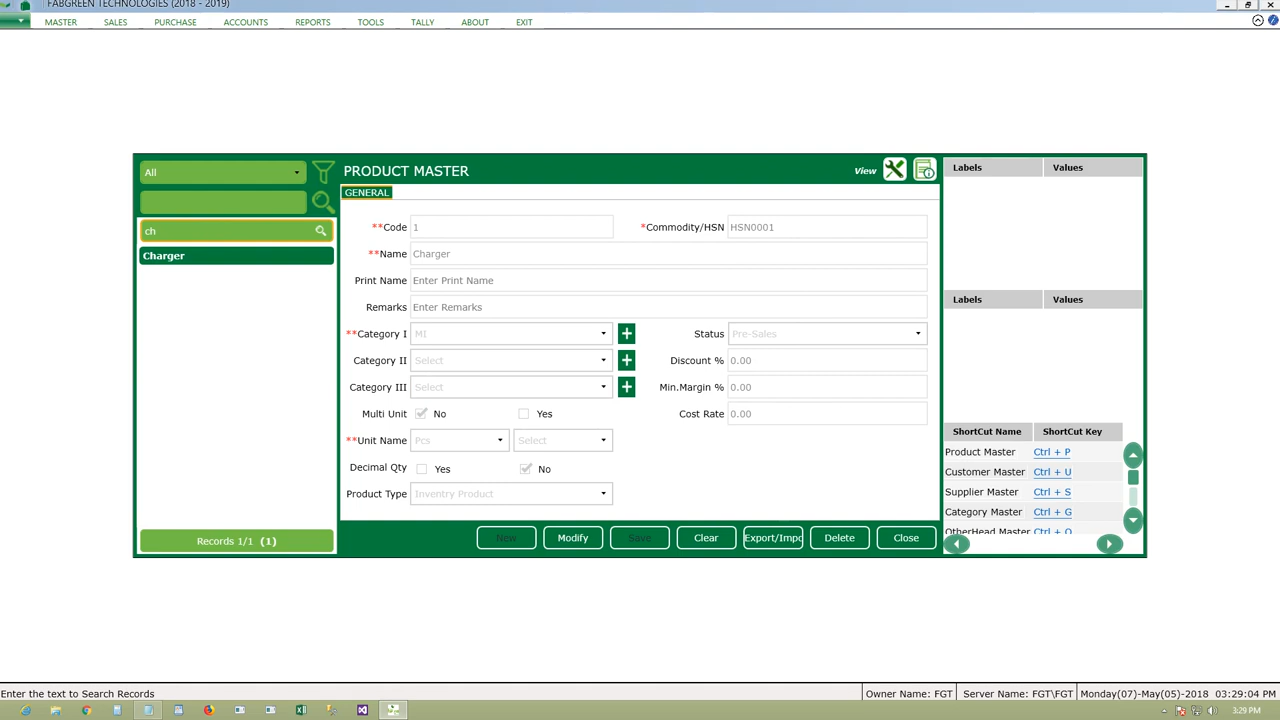 FABGREEN TECHNOLOGIES (2018 - 2019)
MASTER SALES PURCHASE ACCOUNTS REPORTS TOOLS TALLY ABOUT EXIT
All
PRODUCT MASTER
View
Labels Values
GENERAL
ch
**Code 1 *Commodity/HSN HSN0001
Charger
**Name Charger
Print Name Enter Print Name
Labels Values
Remarks Enter Remarks
**Category I MI Status Pre-Sales
Category II Select Discount % 0.00
Category III Select Min.Margin % 0.00
Multi Unit No Yes Cost Rate 0.00
ShortCut Name ShortCut Key
**Unit Name Pcs Select
Product Master Ctrl + P
Decimal Qty Yes No
Customer Master Ctrl + U
Product Type Inventry Product
Supplier Master Ctrl + S
Category Master Ctrl + G
OtherHead Master Ctrl + O
Records 1/1 (1)
New Modify Save Clear Export/Impo Delete Close
Enter the text to Search Records
Owner Name: FGT Server Name: FGT\FGT Monday(07)-May(05)-2018 03:29:04 PM
3:29 PM